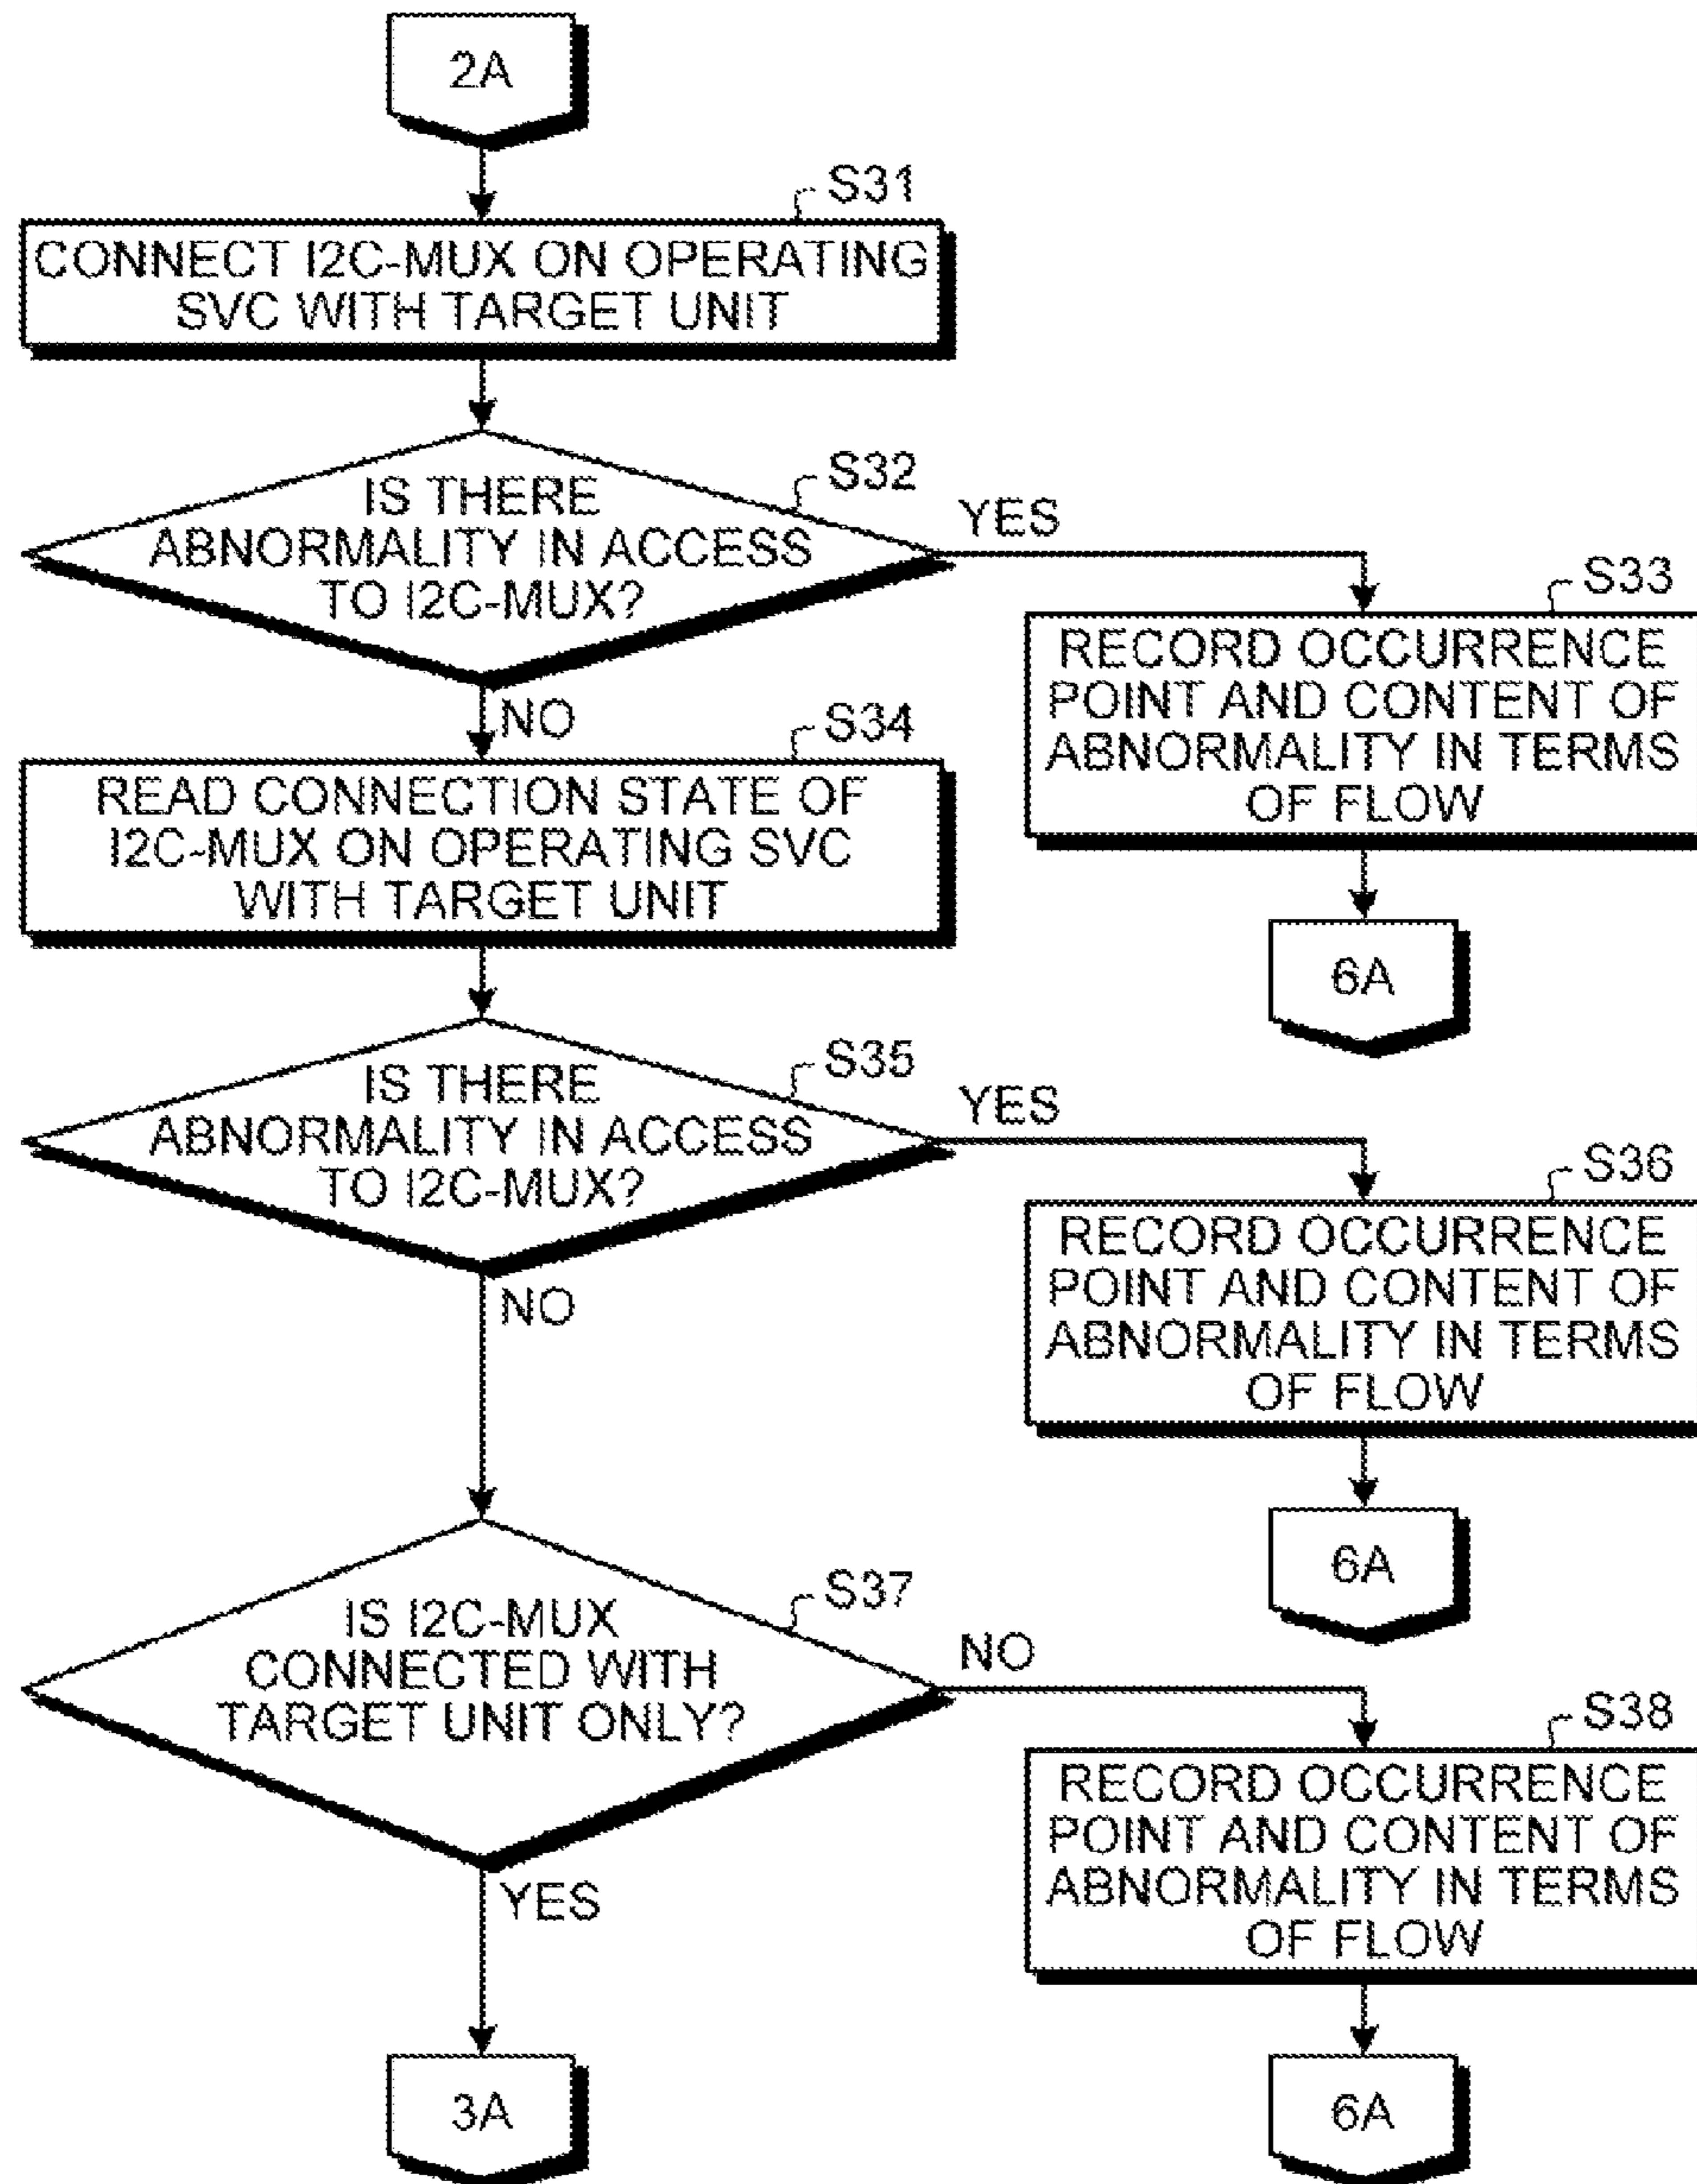 2A
S31
CONNECT I2C-MUX ON OPERATING
SVC WITH TARGET UNIT
S32
IS THERE
ABNORMALITY IN ACCESS
TO I2C-MUX?
YES
NO
S33
RECORD OCCURRENCE
POINT AND CONTENT OF
ABNORMALITY IN TERMS
OF FLOW
6A
S34
READ CONNECTION STATE OF
I2C-MUX ON OPERATING SVC
WITH TARGET UNIT
S35
IS THERE
ABNORMALITY IN ACCESS
TO I2C-MUX?
YES
NO
S36
RECORD OCCURRENCE
POINT AND CONTENT OF
ABNORMALITY IN TERMS
OF FLOW
6A
S37
IS I2C-MUX
CONNECTED WITH
TARGET UNIT ONLY?
NO
YES
S38
RECORD OCCURRENCE
POINT AND CONTENT OF
ABNORMALITY IN TERMS
OF FLOW
3A
6A